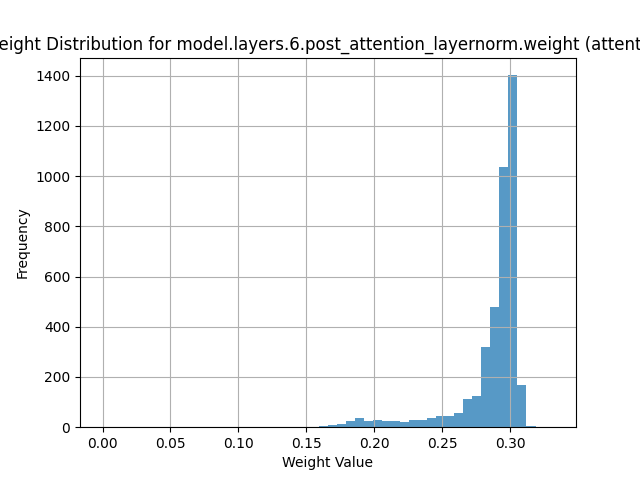 eight Distribution for model.layers.6.post_attention_layernorm.weight (attent
1400
1200
1000
800
600
400
200
0
Frequency
0.00 0.05 0.10 0.15 0.20 0.25 0.30
Weight Value